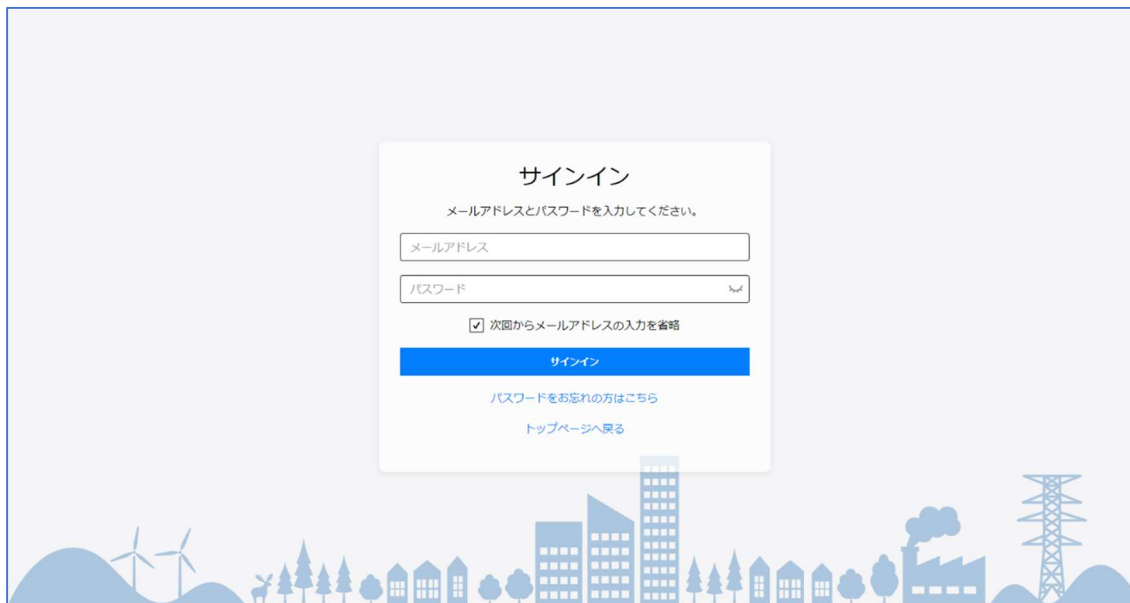 サインイン
メールアドレスとパスワードを入力してください。
メールアドレス
パスワード
次回からメールアドレスの入力を省略
サインイン
パスワードをお忘れの方はこちら
トップページへ戻る